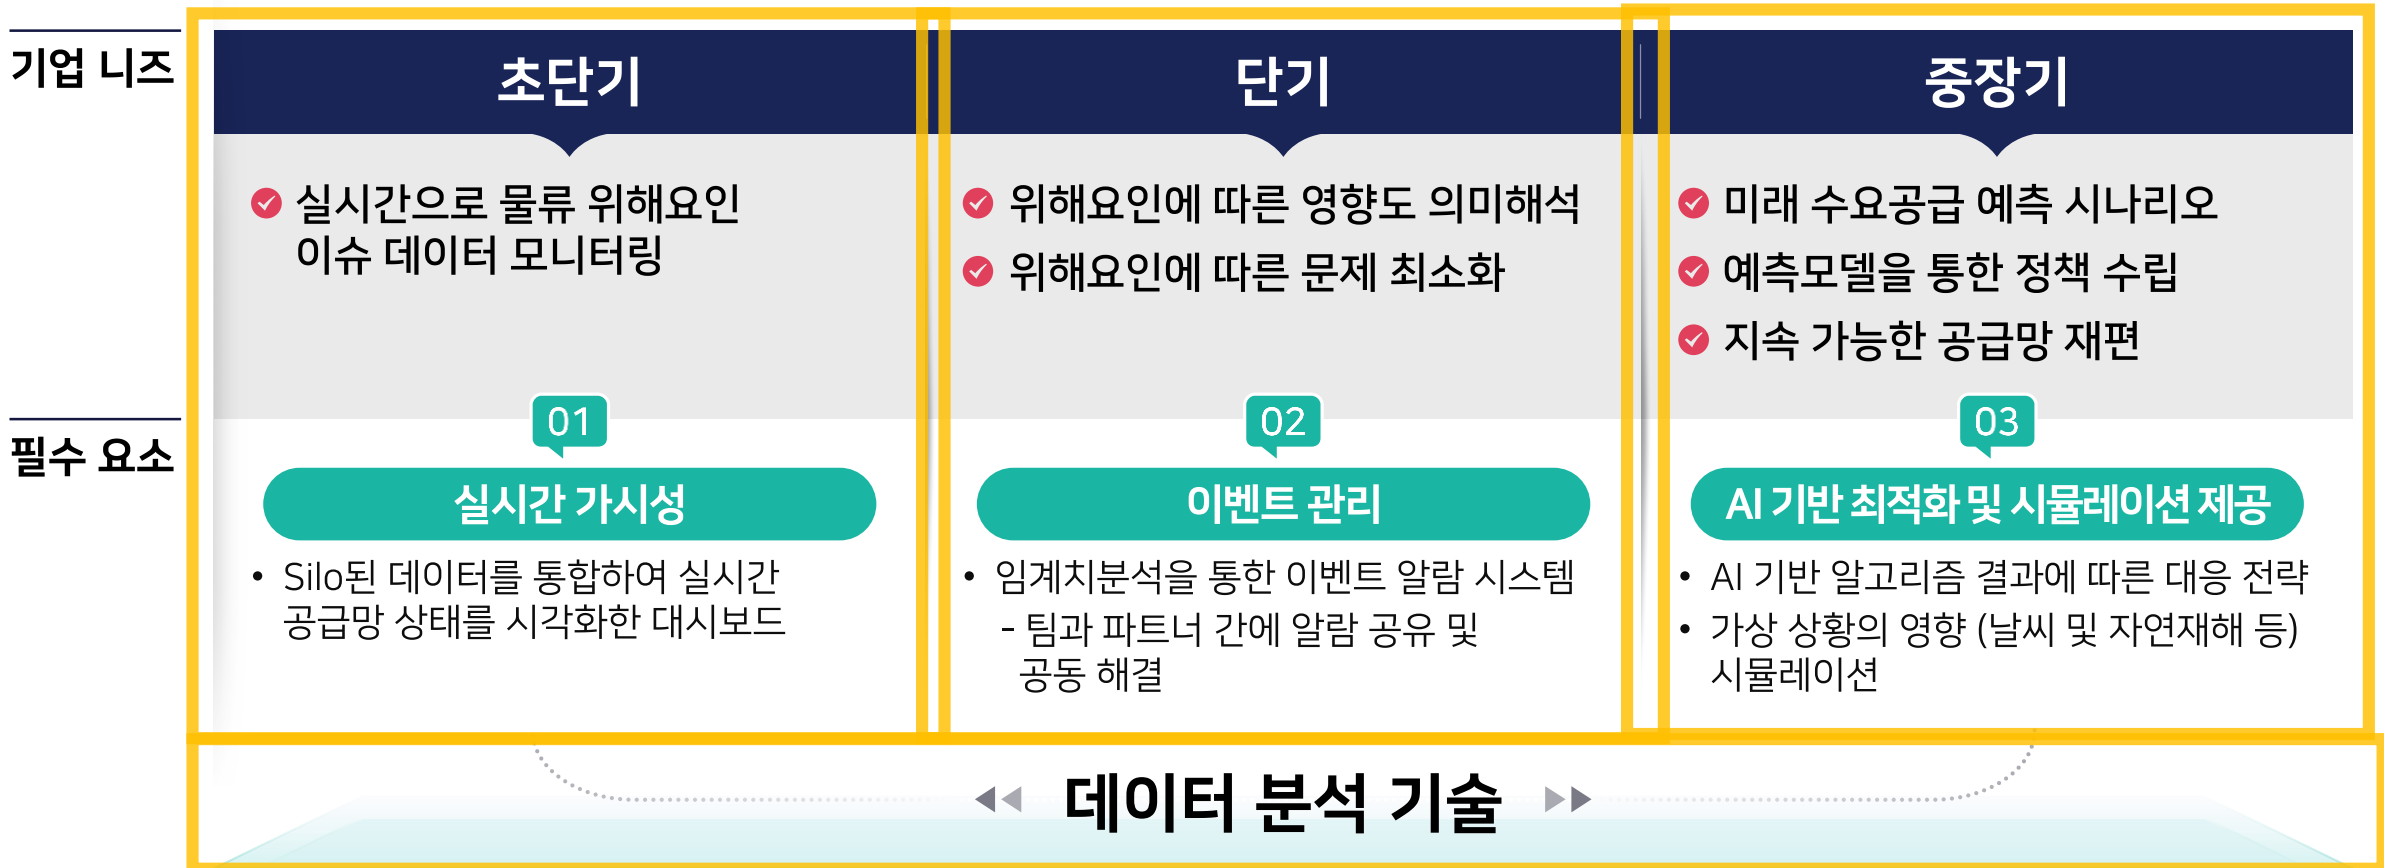 기업 니즈
초단기
단기
중장기
실시간으로 물류 위해요인
이슈 데이터 모니터링
위해요인에 따른 영향도 의미해석
위해요인에 따른 문제 최소화
미래 수요공급 예측 시나리오
예측모델을 통한 정책 수립
지속 가능한 공급망 재편
필수 요소
01
실시간 가시성
• Silo된 데이터를 통합하여 실시간
공급망 상태를 시각화한 대시보드
02
이벤트 관리
• 임계치분석을 통한 이벤트 알람 시스템
- 팀과 파트너 간에 알람 공유 및
공동 해결
03
AI 기반 최적화 및 시뮬레이션 제공
• AI 기반 알고리즘 결과에 따른 대응 전략
• 가상 상황의 영향 (날씨 및 자연재해 등)
시뮬레이션
데이터 분석 기술